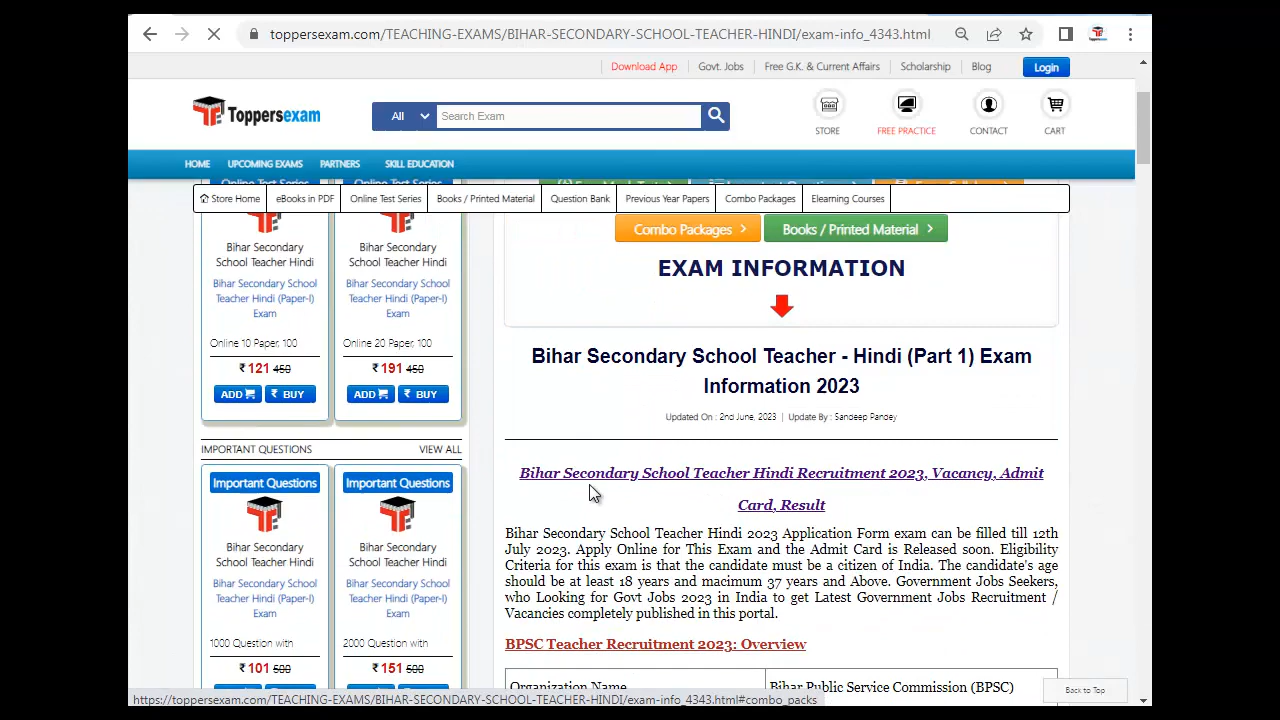 toppersexam.com/TEACHING-EXAMS/BIHAR-SECONDARY-SCHOOL-TEACHER-HINDI/exam-info_4343.html
Download App Govt. Jobs Free G.K. & Current Affairs Scholarship Blog Login
Toppersexam All Search Exam
STORE FREE PRACTICE CONTACT CART
HOME UPCOMING EXAMS PARTNERS SKILL EDUCATION
Store Home eBooks in PDF Online Test Series Books / Printed Material Question Bank Previous Year Papers Combo Packages Elearning Courses
Combo Packages Books / Printed Material
EXAM INFORMATION
Bihar Secondary School Teacher Hindi
Bihar Secondary School Teacher Hindi (Paper-I) Exam
Online 10 Paper, 100
₹ 121 450
ADD ₹ BUY
Bihar Secondary School Teacher Hindi
Bihar Secondary School Teacher Hindi (Paper-I) Exam
Online 20 Paper, 100
₹ 191 450
ADD ₹ BUY
IMPORTANT QUESTIONS VIEW ALL
Important Questions
Bihar Secondary School Teacher Hindi
Bihar Secondary School Teacher Hindi (Paper-I) Exam
1000 Question with
₹ 101 500
Important Questions
Bihar Secondary School Teacher Hindi
Bihar Secondary School Teacher Hindi (Paper-I) Exam
2000 Question with
₹ 151 500
Bihar Secondary School Teacher - Hindi (Part 1) Exam
Information 2023
Updated On : 2nd June, 2023 | Update By : Sandeep Pandey
Bihar Secondary School Teacher Hindi Recruitment 2023, Vacancy, Admit
Card, Result
Bihar Secondary School Teacher Hindi 2023 Application Form exam can be filled till 12th
July 2023. Apply Online for This Exam and the Admit Card is Released soon. Eligibility
Criteria for this exam is that the candidate must be a citizen of India. The candidate's age
should be at least 18 years and macimum 37 years and Above. Government Jobs Seekers,
who Looking for Govt Jobs 2023 in India to get Latest Government Jobs Recruitment /
Vacancies completely published in this portal.
BPSC Teacher Recruitment 2023: Overview
Organization Name Bihar Public Service Commission (BPSC)
Back to Top
https://toppersexam.com/TEACHING-EXAMS/BIHAR-SECONDARY-SCHOOL-TEACHER-HINDI/exam-info_4343.html#combo_packs